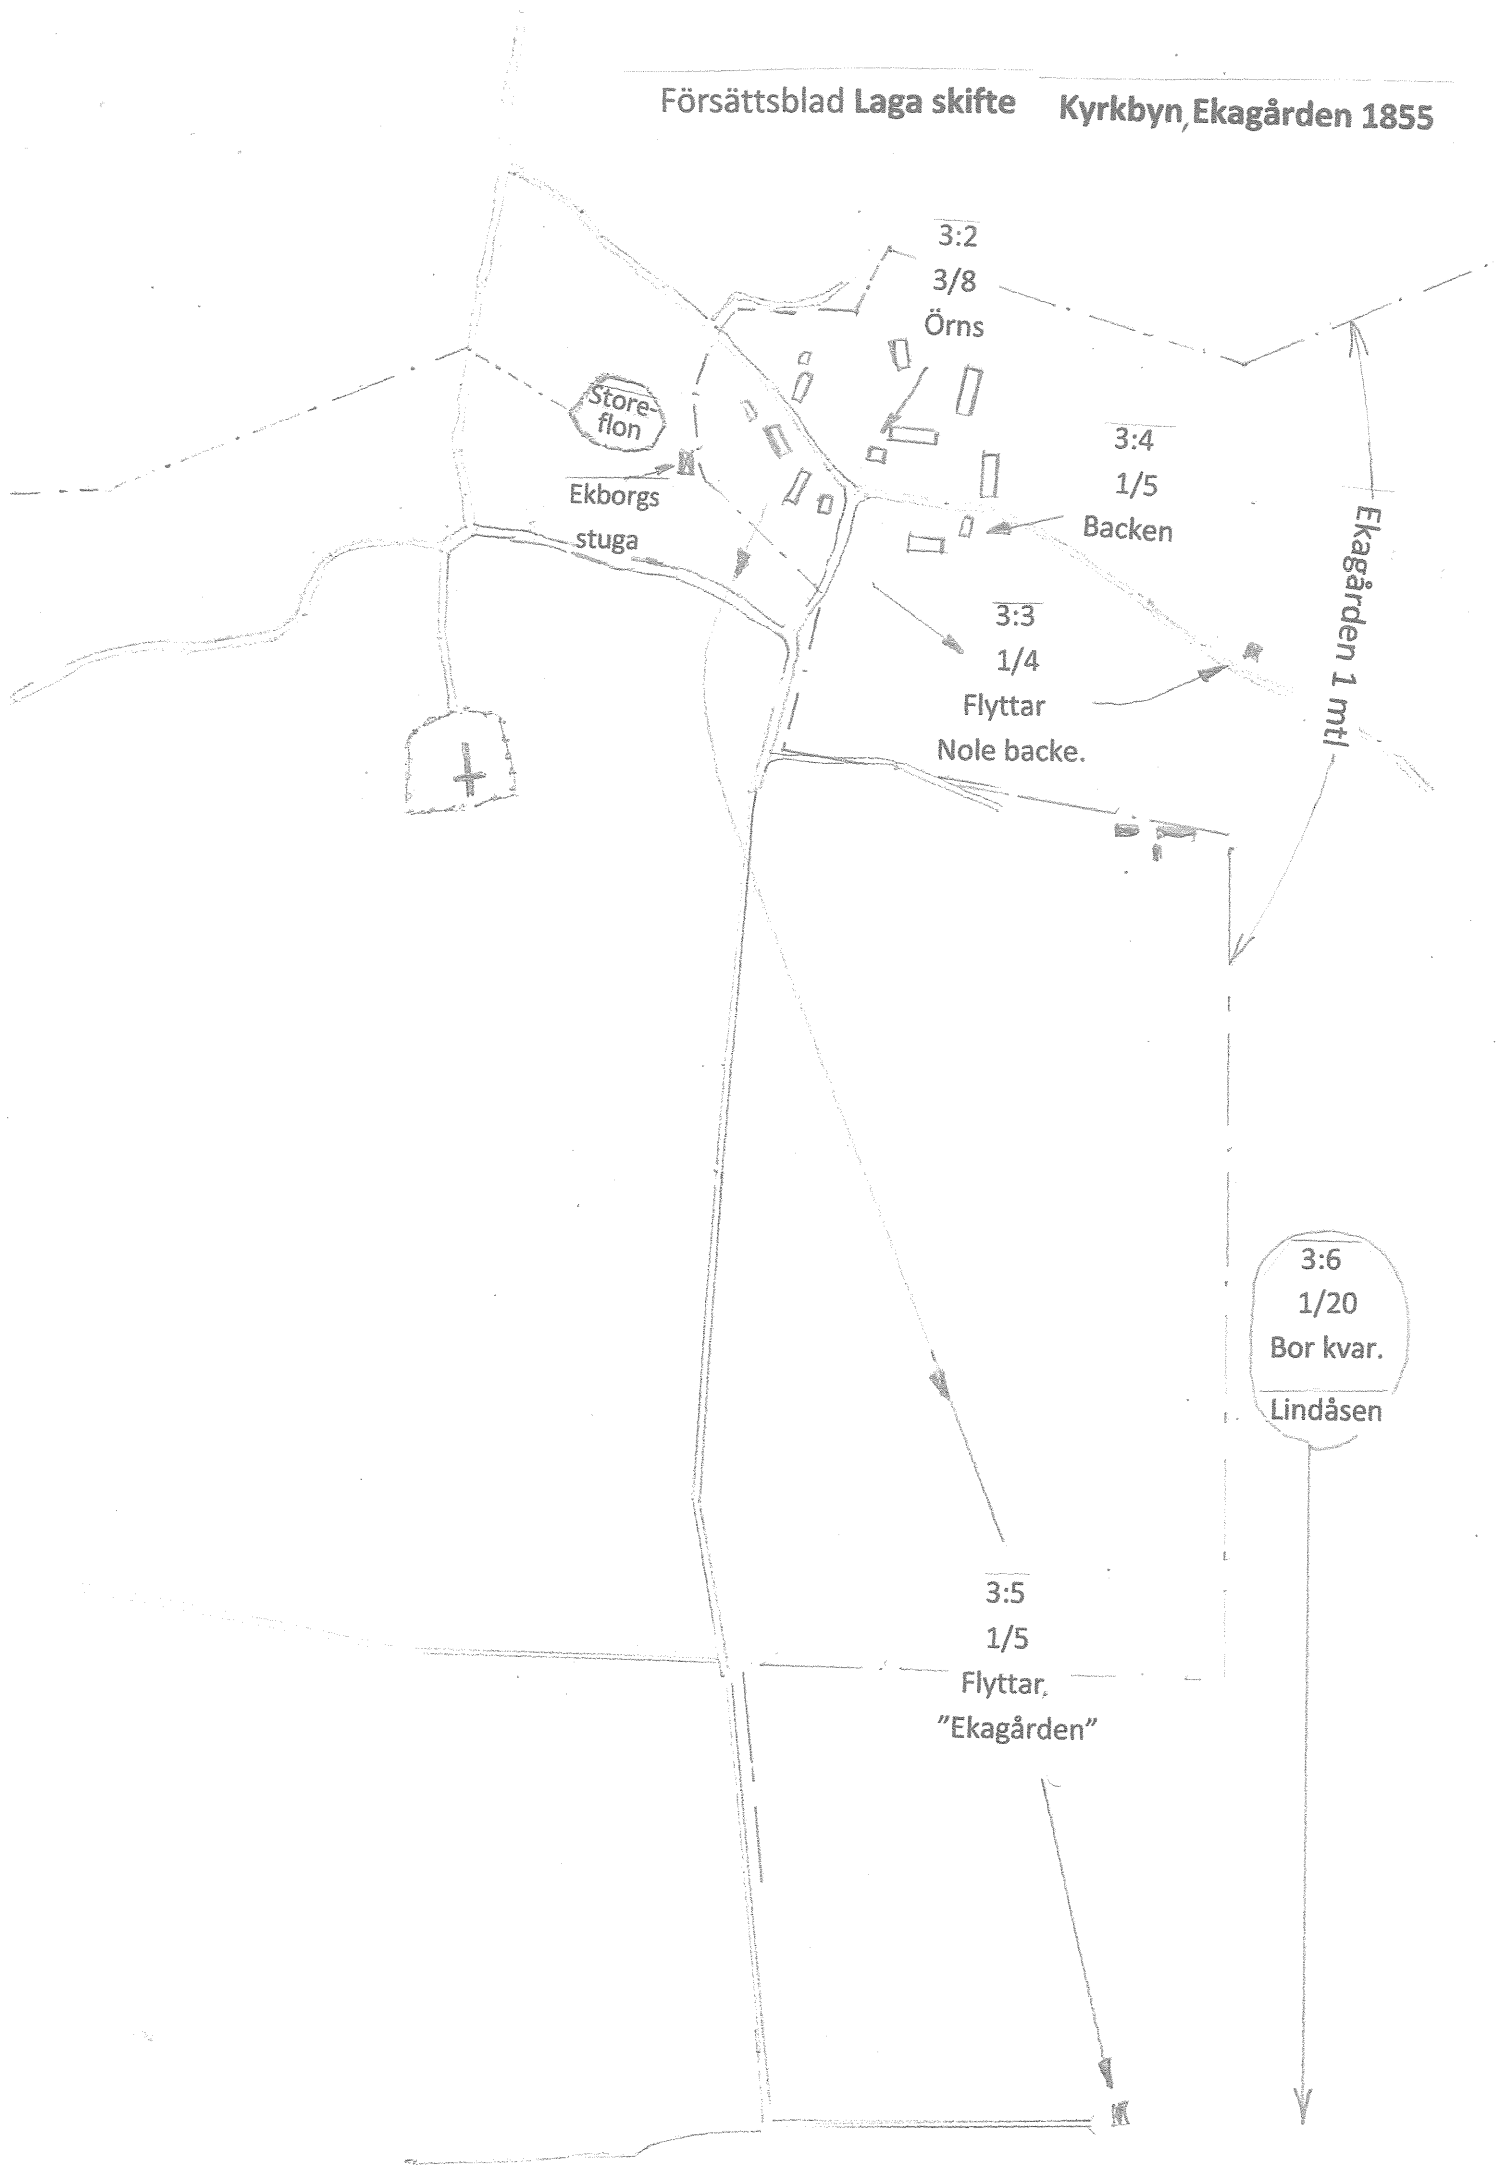 Försättsblad Laga skifte Kyrkbyn, Ekagården 1855
3:2
3/8
Örns
Store-
flon
Ekborgs
stuga
3:4
1/5
Backen
3:3
1/4
Flyttar
Nole backe.
Ekagården 1 mtl
3:6
1/20
Bor kvar.
Lindåsen
3:5
1/5
Flyttar.
”Ekagården”